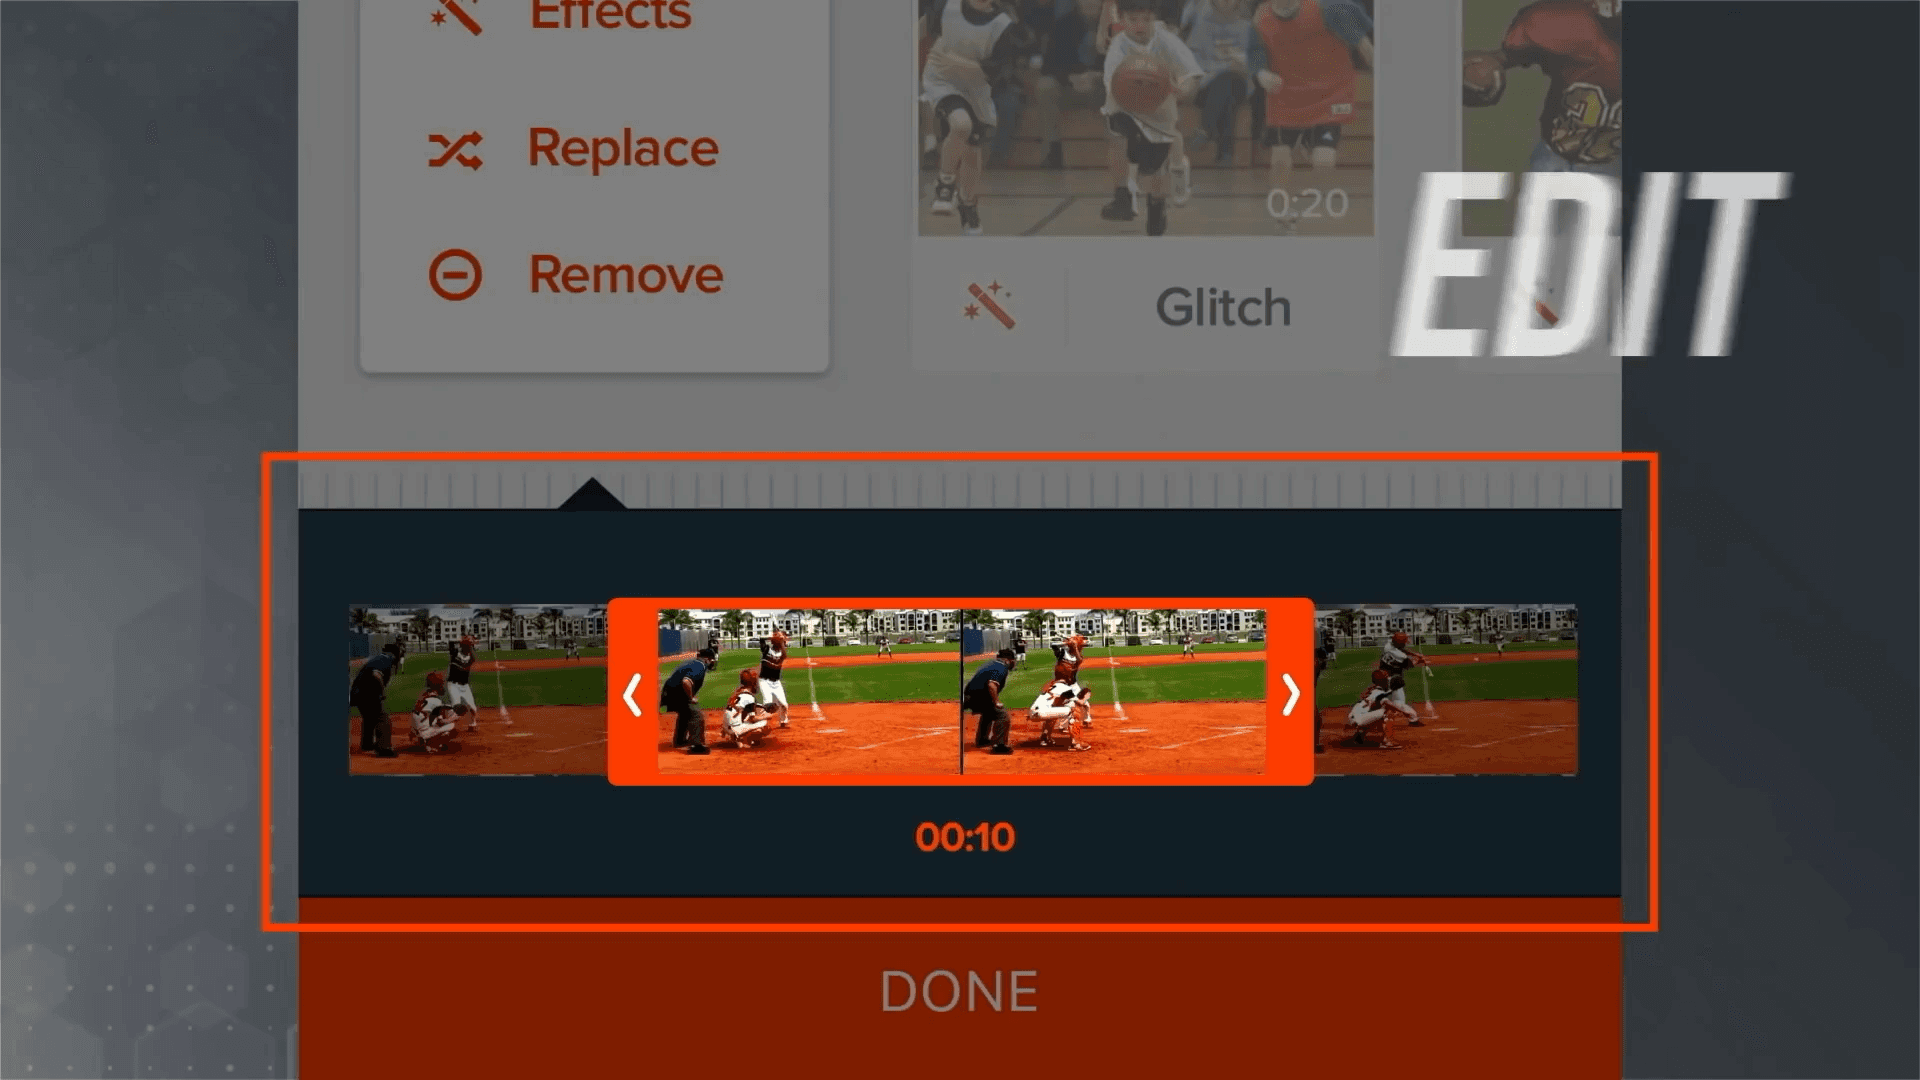 Effects
Replace
Remove
0:20
Glitch
EDIT
00:10
DONE